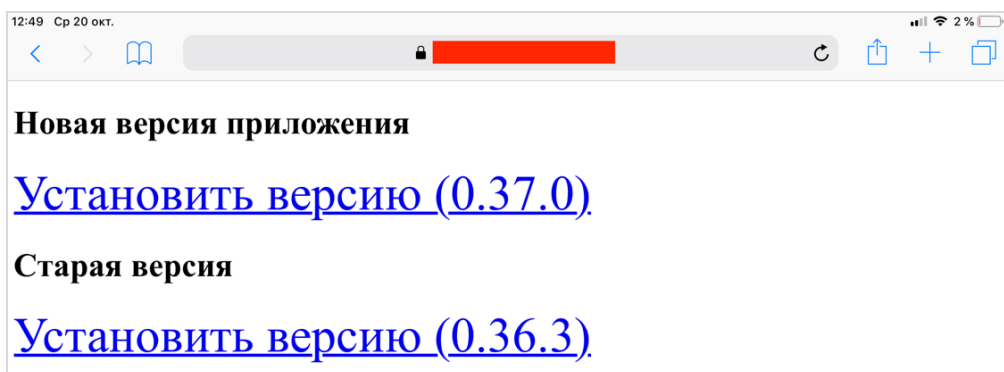 12:49 Ср 20 окт. 2 %
Новая версия приложения
Установить версию (0.37.0)
Старая версия
Установить версию (0.36.3)